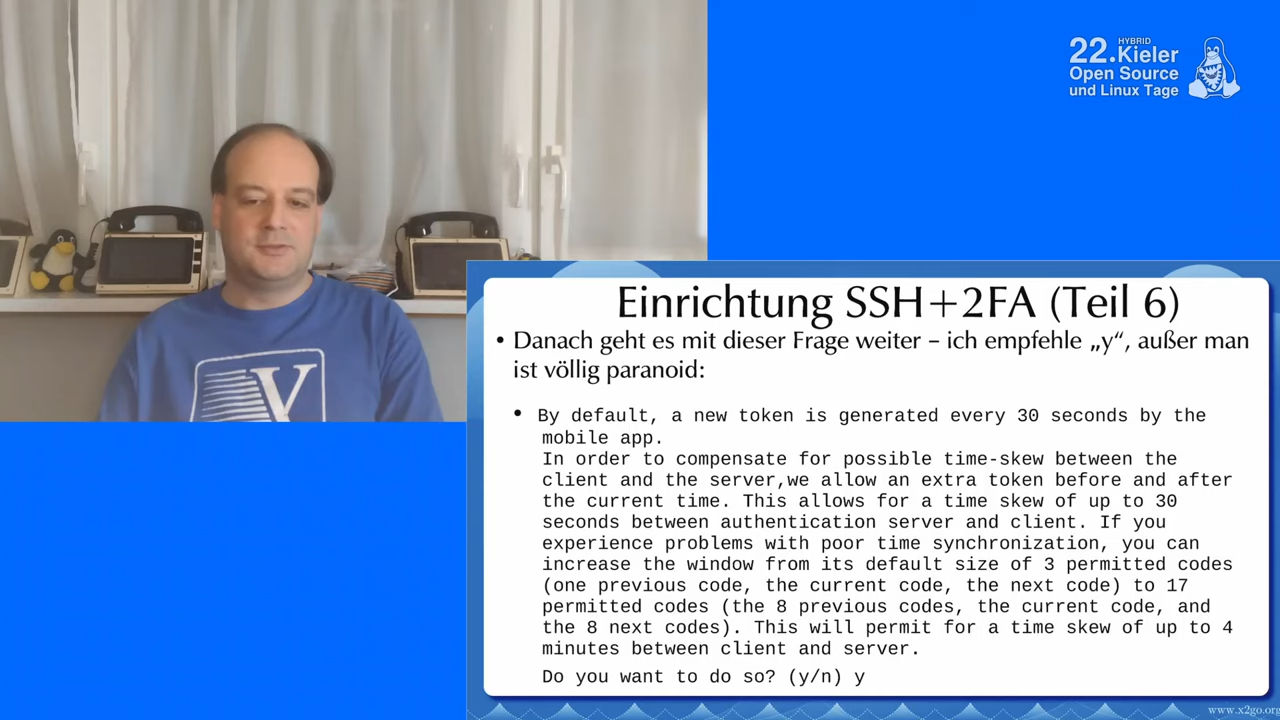 HYBRID
22.Kieler
Open Source
und Linux Tage
X
Einrichtung SSH+2FA (Teil 6)
• Danach geht es mit dieser Frage weiter – ich empfehle „y“, außer man
ist völlig paranoid:
• By default, a new token is generated every 30 seconds by the
mobile app.
In order to compensate for possible time-skew between the
client and the server,we allow an extra token before and after
the current time. This allows for a time skew of up to 30
seconds between authentication server and client. If you
experience problems with poor time synchronization, you can
increase the window from its default size of 3 permitted codes
(one previous code, the current code, the next code) to 17
permitted codes (the 8 previous codes, the current code, and
the 8 next codes). This will permit for a time skew of up to 4
minutes between client and server.
Do you want to do so? (y/n) y
www.x2go.org